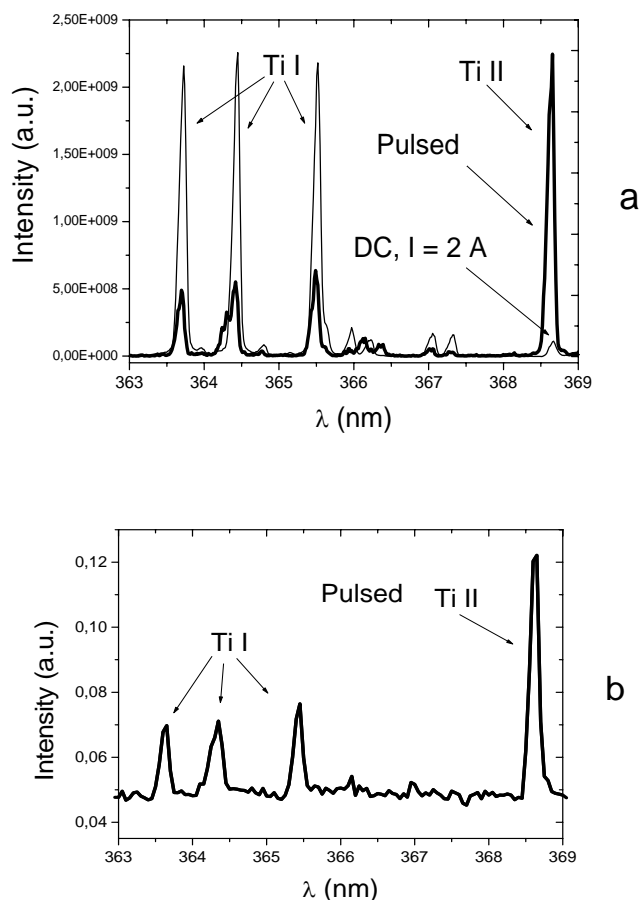 2,50E+009
2,00E+009
1,50E+009
1,00E+009
5,00E+008
0,00E+000
Intensity (a.u.)
Ti I
Ti II
Pulsed
DC, I = 2 A
a
363 364 365 366 367 368 369
λ (nm)
0,12
0,10
0,08
0,06
0,04
Intensity (a.u.)
Pulsed
Ti II
Ti I
b
363 364 365 366 367 368 369
λ (nm)